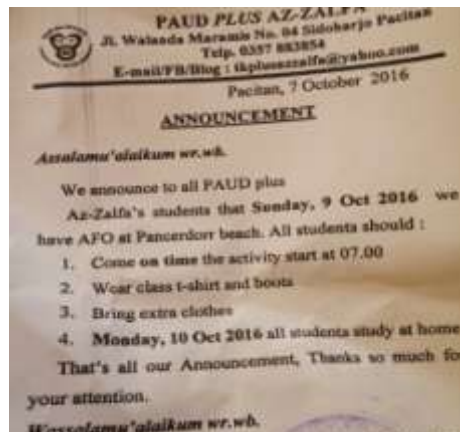 PAUD PLUS AZ-ZALFA
Jl. Walanda Maramis No. 04 Sidoharjo Pacitan
Telp. 0357 883854
E-mail/FB/Blog : tkplusazzalfa@yahoo.com
Pacitan, 7 October 2016
ANNOUNCEMENT
Assalamu'alaikum wr.wb.
We announce to all PAUD plus
Az-Zalfa's students that Sunday, 9 Oct 2016 we
have AFO at Pancerdorr beach. All students should :
1. Come on time the activity start at 07.00
2. Wear class t-shirt and boots
3. Bring extra clothes
4. Monday, 10 Oct 2016 all students study at home
That's all our Announcement, Thanks so much fo
your attention.
Wassalamu'alaikum wr.wb.